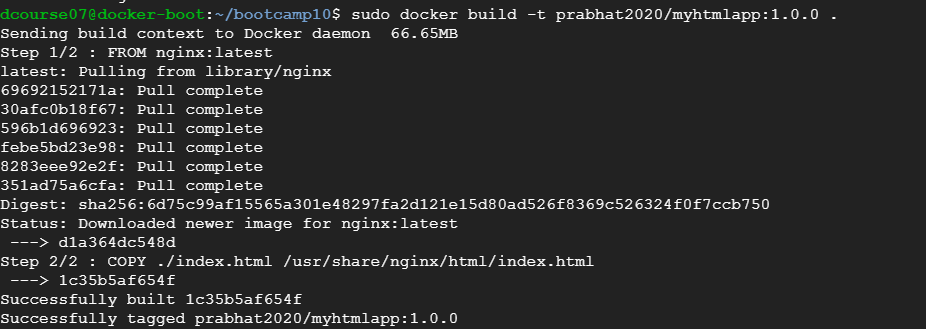 dcourse07@docker-boot:~/bootcamp10$ sudo docker build -t prabhat2020/myhtmlapp:1.0.0 .
Sending build context to Docker daemon  66.65MB
Step 1/2 : FROM nginx:latest
latest: Pulling from library/nginx
69692152171a: Pull complete
30afc0b18f67: Pull complete
596b1d696923: Pull complete
febe5bd23e98: Pull complete
8283eee92e2f: Pull complete
351ad75a6cfa: Pull complete
Digest: sha256:6d75c99af15565a301e48297fa2d121e15d80ad526f8369c526324f0f7ccb750
Status: Downloaded newer image for nginx:latest
 ---> d1a364dc548d
Step 2/2 : COPY ./index.html /usr/share/nginx/html/index.html
 ---> 1c35b5af654f
Successfully built 1c35b5af654f
Successfully tagged prabhat2020/myhtmlapp:1.0.0